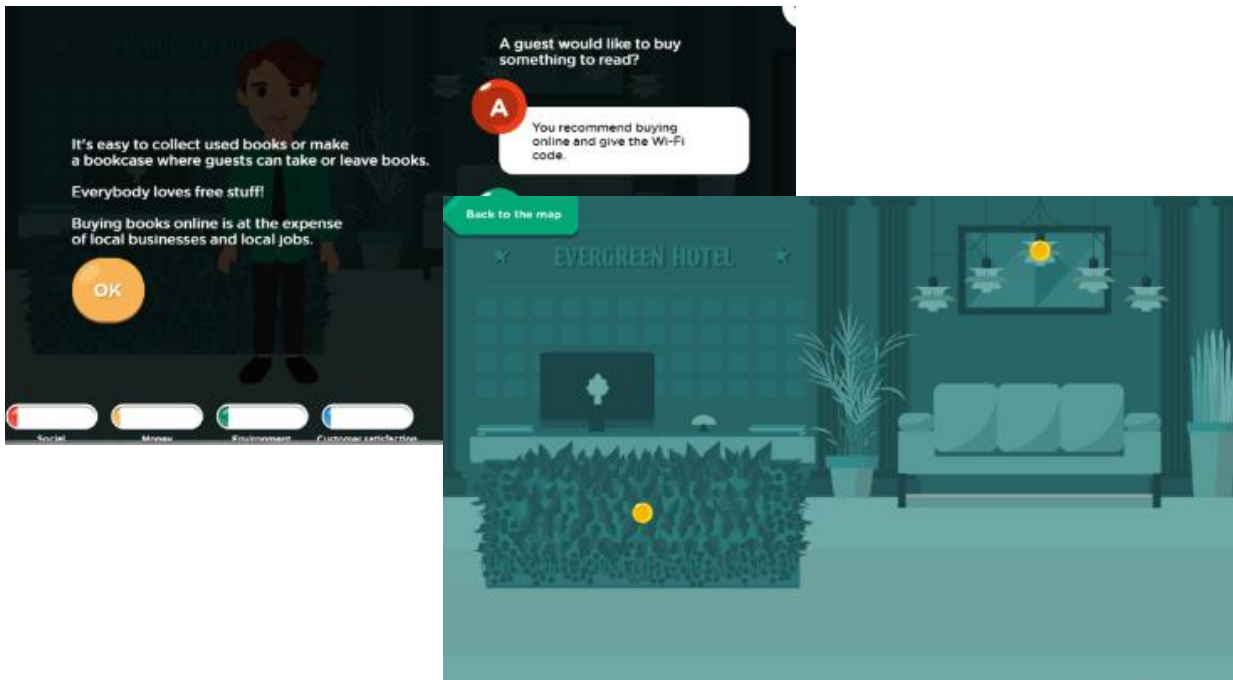 It's easy to collect used books or make
a bookcase where guests can take or leave books.
Everybody loves free stuff!
Buying books online is at the expense
of local businesses and local jobs.
OK
Social
Money
Environment
Customer satisfaction
A guest would like to buy
something to read?
A
You recommend buying
online and give the Wi-Fi
code.
Back to the map
EVERGREEN HOTEL